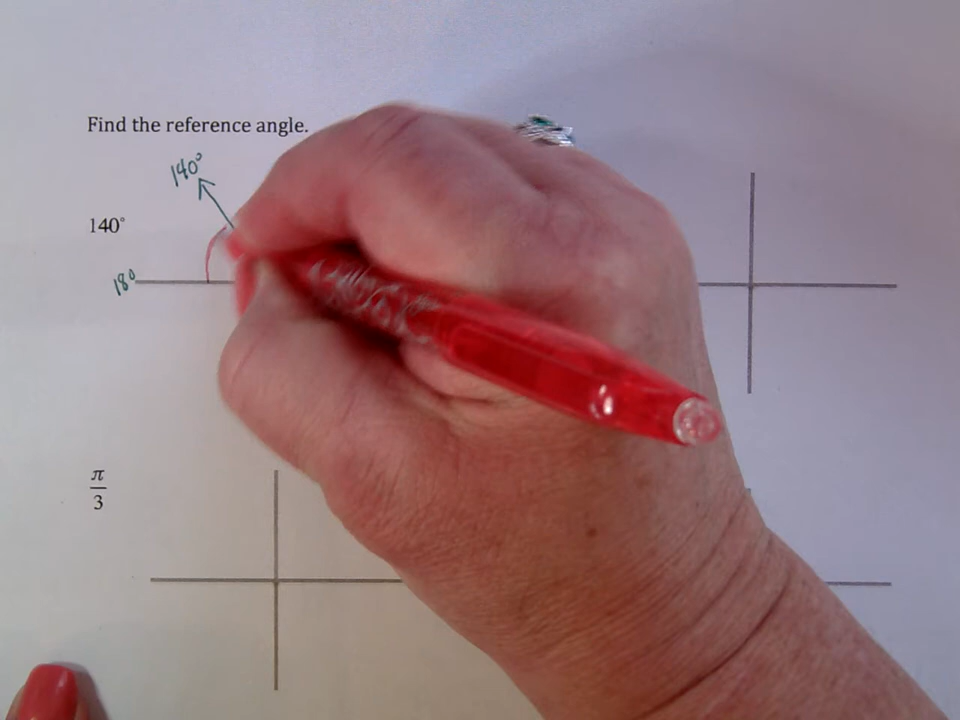 Find the reference angle.
140°
140°
180
π
3